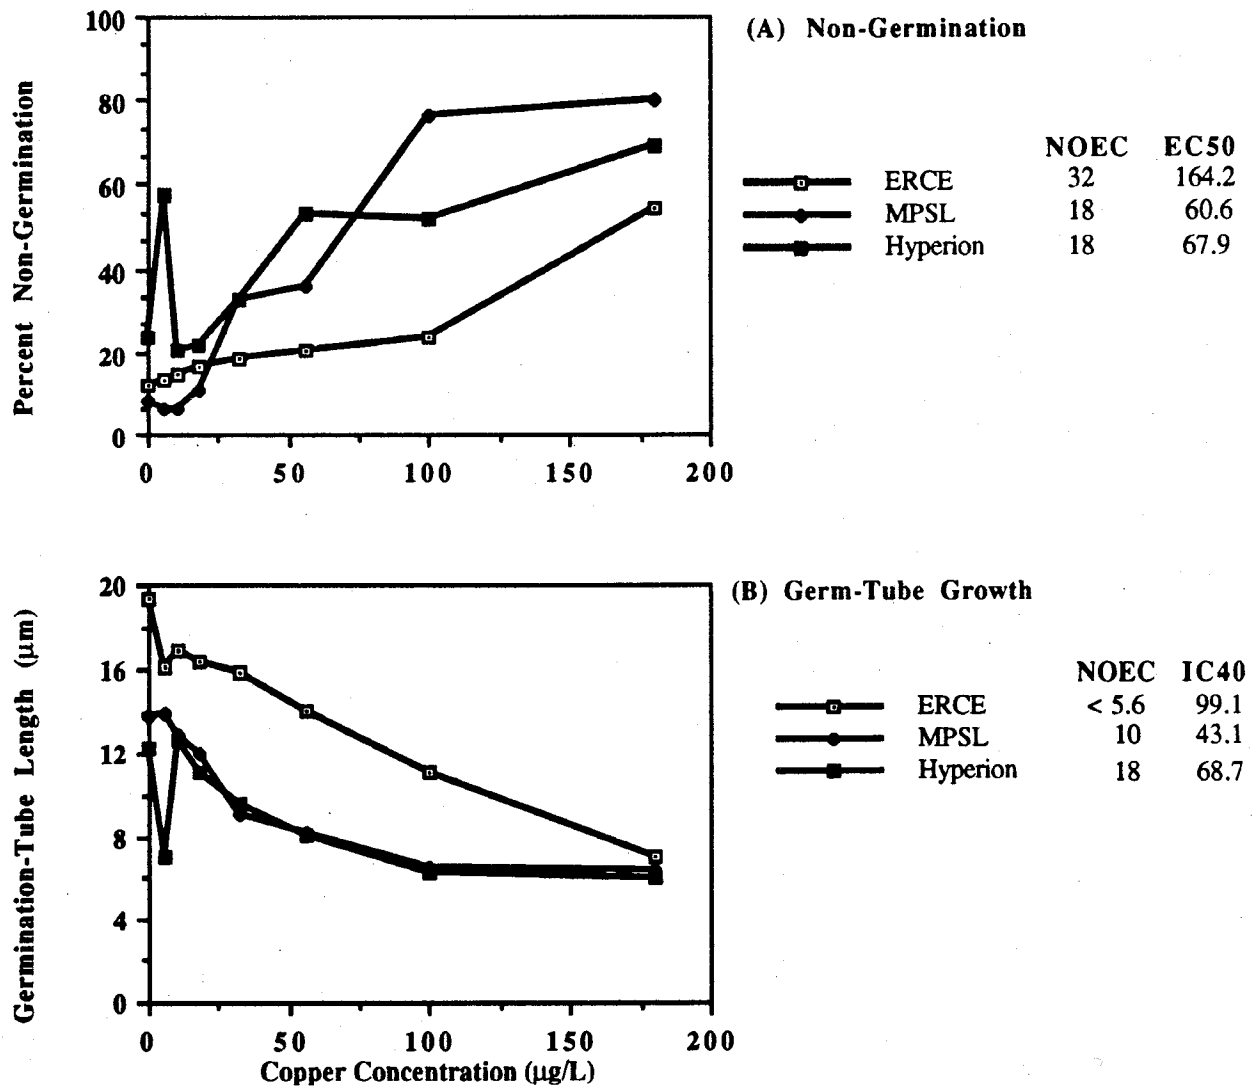 (A) Non-Germination
Percent Non-Germination
100
80
60
40
20
0
0 50 100 150 200
NOEC EC50
ERCE 32 164.2
MPSL 18 60.6
Hyperion 18 67.9
(B) Germ-Tube Growth
Germination-Tube Length (μm)
20
16
12
8
4
0
0 50 100 150 200
Copper Concentration (μg/L)
NOEC IC40
ERCE < 5.6 99.1
MPSL 10 43.1
Hyperion 18 68.7